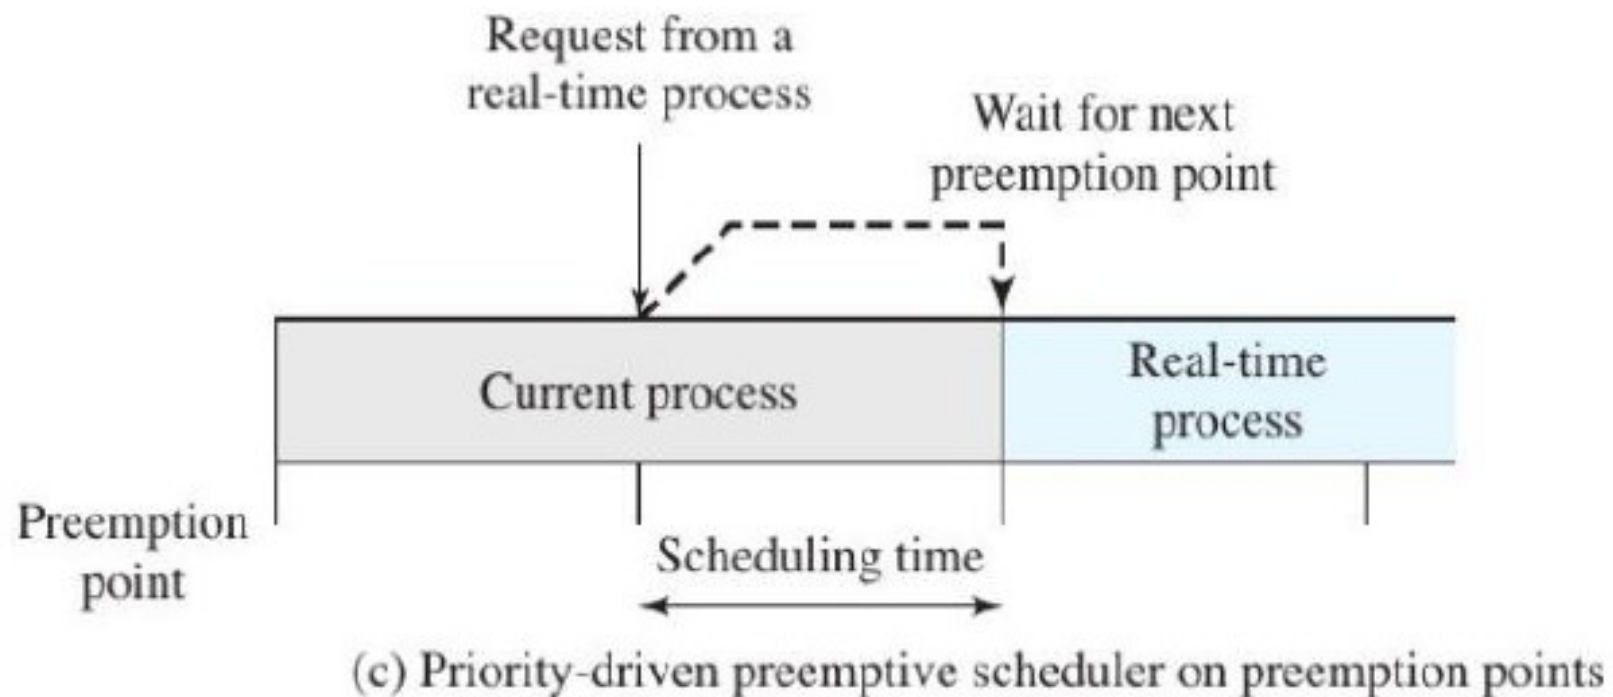 Request from a
real-time process
Wait for next
preemption point
Current process
Real-time
process
Preemption
point
Scheduling time
(c) Priority-driven preemptive scheduler on preemption points